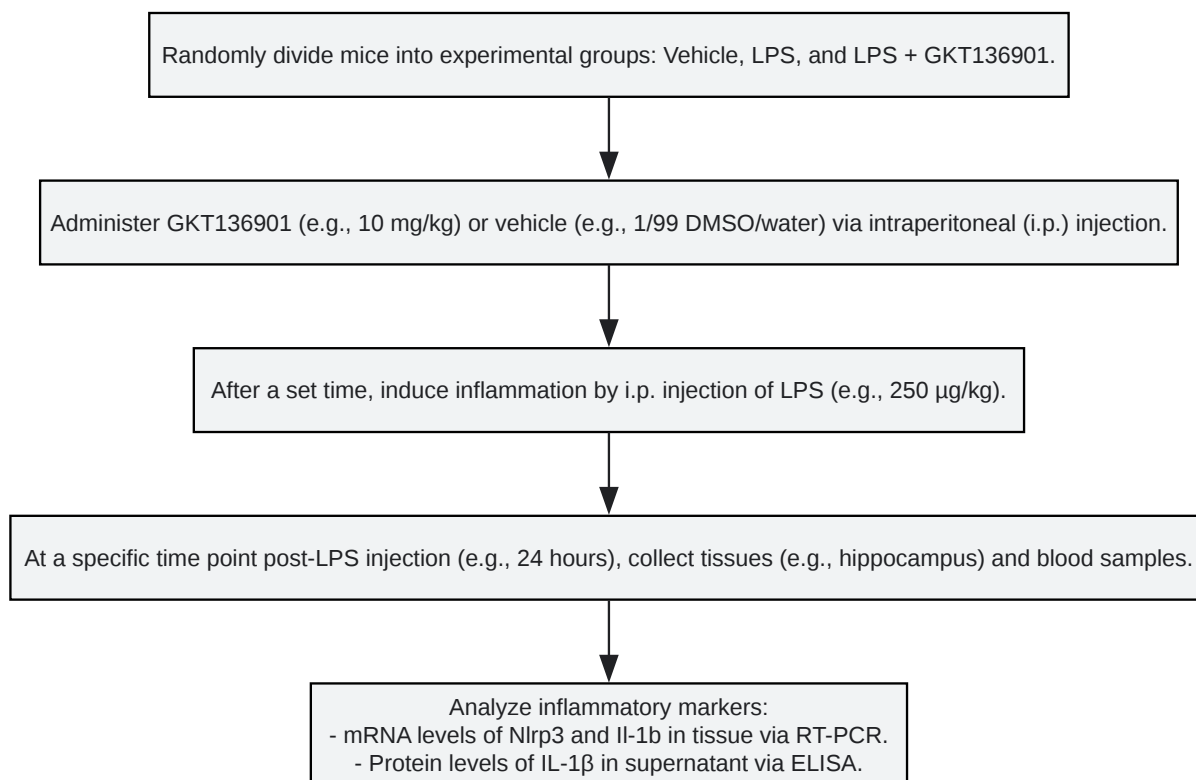 Randomly divide mice into experimental groups: Vehicle, LPS, and LPS + GKT136901.
Administer GKT136901 (e.g., 10 mg/kg) or vehicle (e.g., 1/99 DMSO/water) via intraperitoneal (i.p.) injection.
After a set time, induce inflammation by i.p. injection of LPS (e.g., 250 µg/kg).
At a specific time point post-LPS injection (e.g., 24 hours), collect tissues (e.g., hippocampus) and blood samples.
Analyze inflammatory markers:
- mRNA levels of Nlrp3 and Il-1b in tissue via RT-PCR.
- Protein levels of IL-1β in supernatant via ELISA.